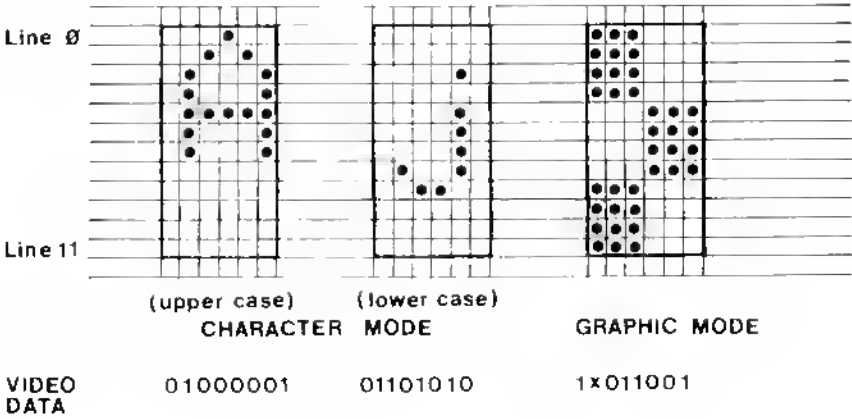 Line Ø
Line 11
(upper case) (lower case)
CHARACTER MODE GRAPHIC MODE
VIDEO DATA 01000001 01101010 1x011001